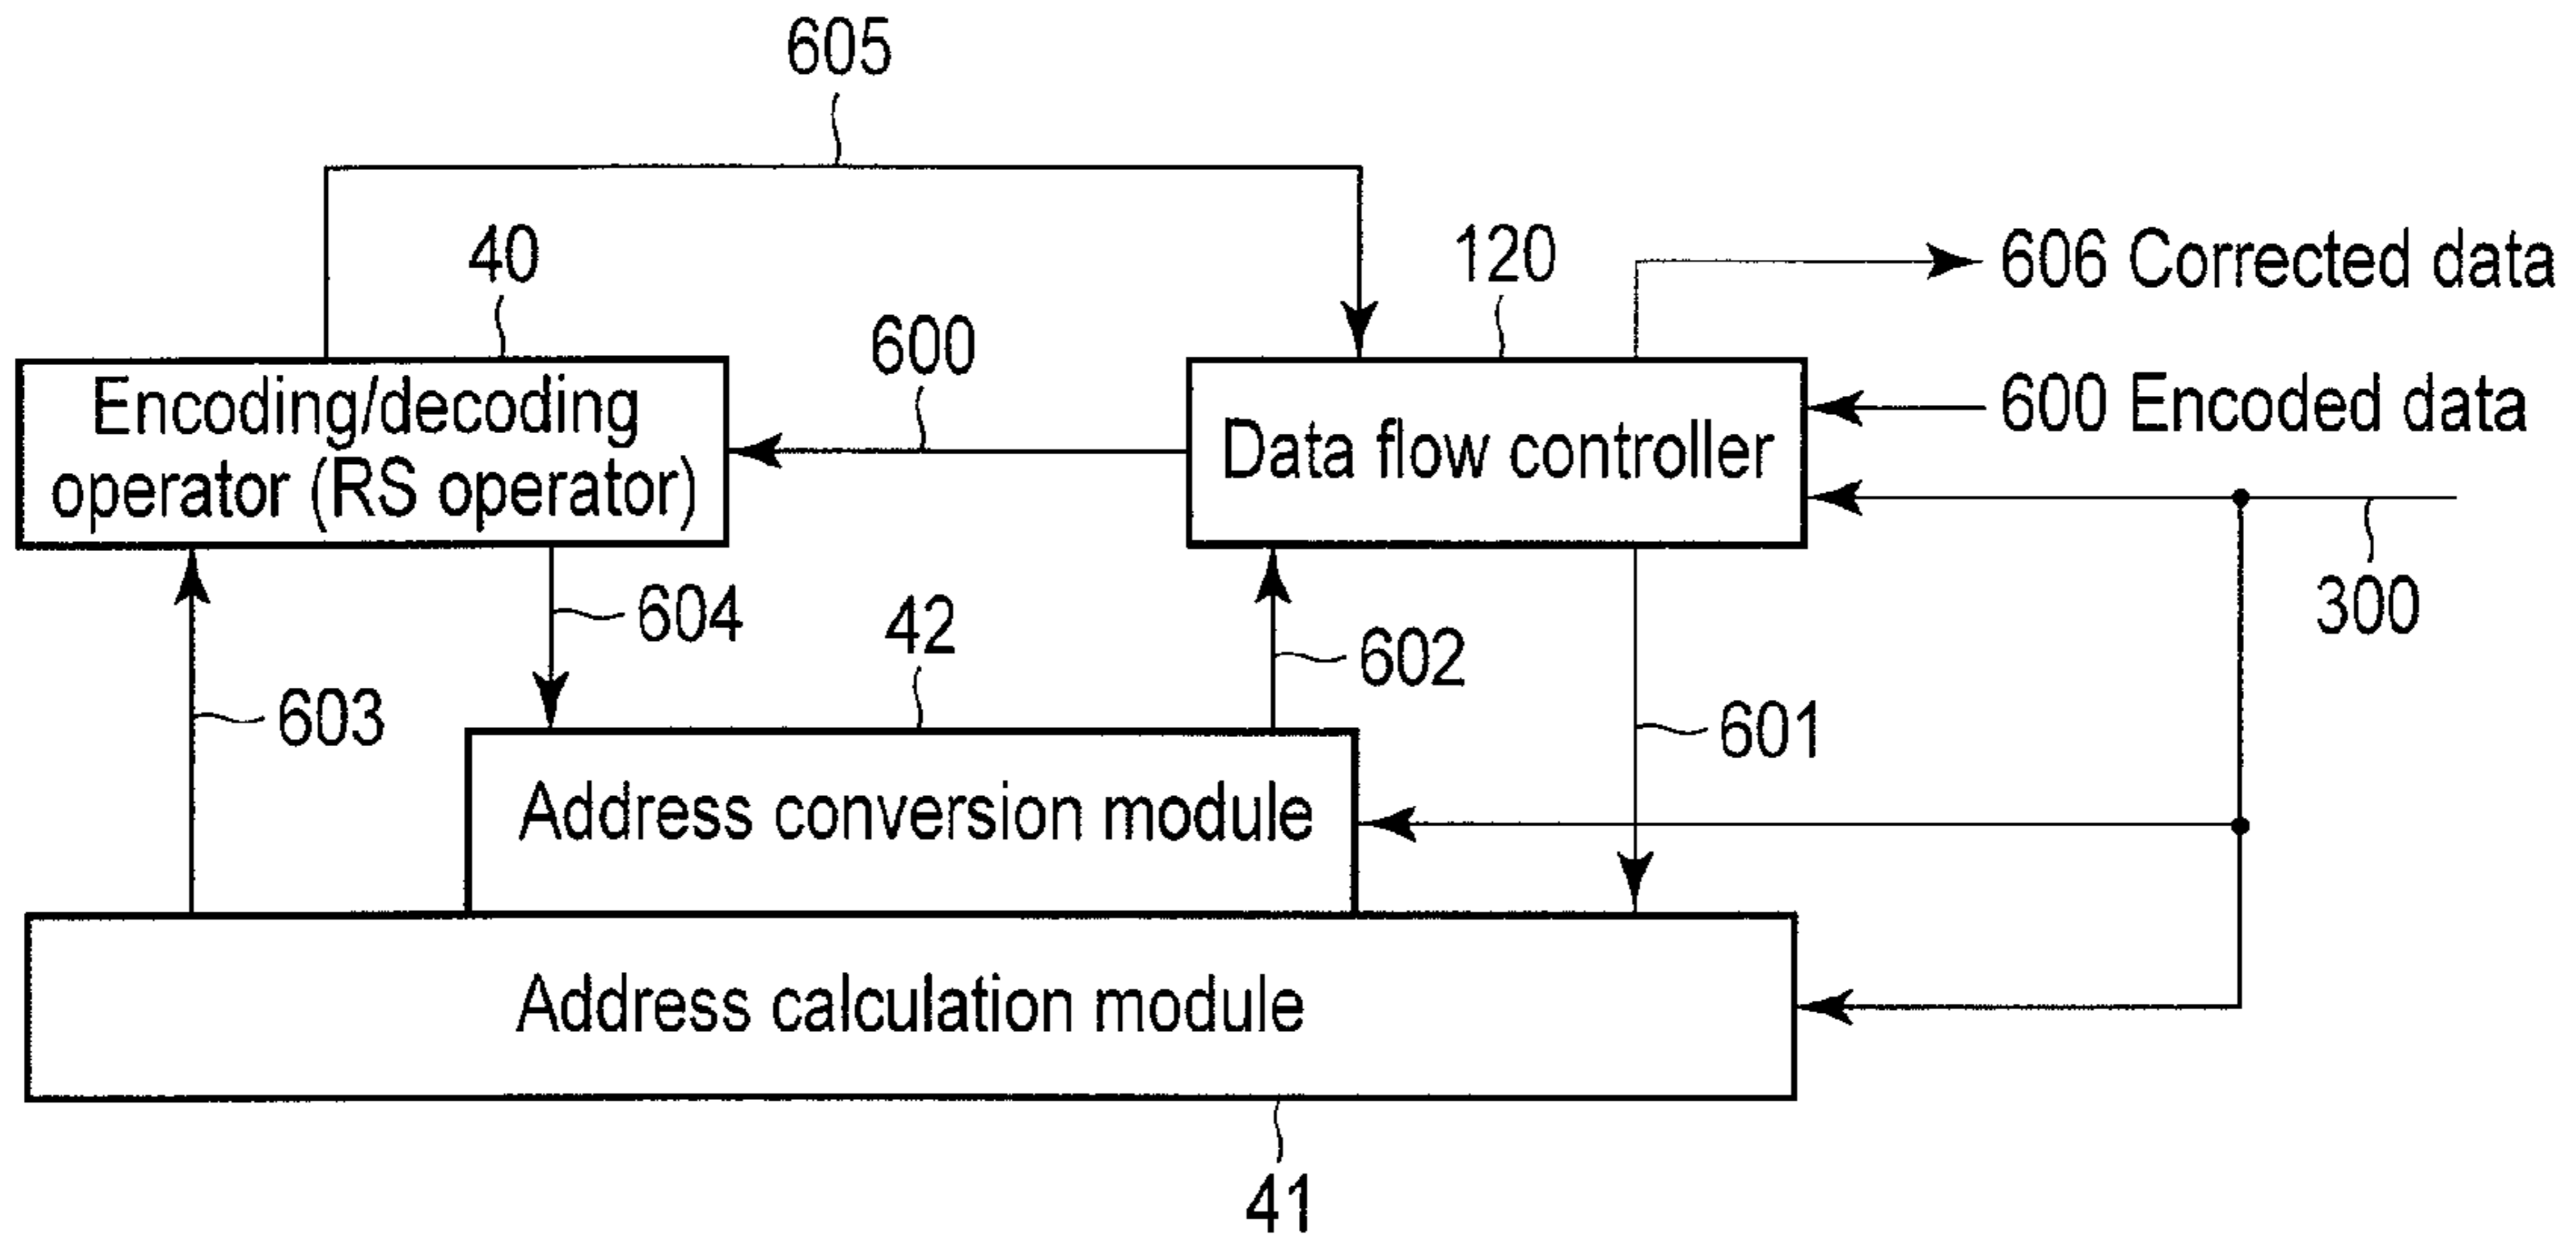 605
40
120
606 Corrected data
600
Encoding/decoding
operator (RS operator)
Data flow controller
600 Encoded data
300
604
42
602
603
601
Address conversion module
Address calculation module
41